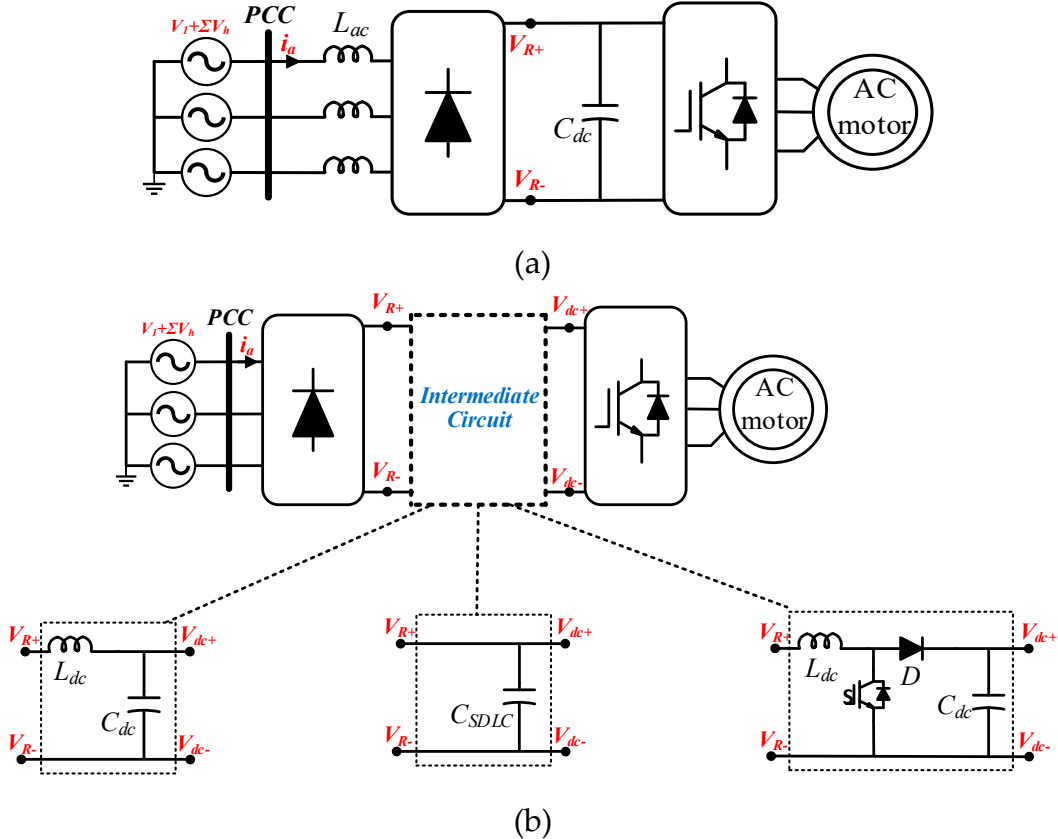 V1+ΣVh
PCC
ia
Lac
VR+
VR-
Cdc
AC
motor
(a)
V1+ΣVh
PCC
ia
VR+
VR-
Intermediate
Circuit
Vdc+
Vdc-
AC
motor
VR+
Ldc
Vdc+
Cdc
VR-
Vdc-
VR+
Vdc+
CSDLC
VR-
Vdc-
VR+
Ldc
S
D
Vdc+
Cdc
VR-
Vdc-
(b)